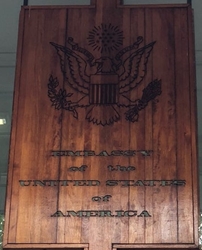 EMBASSY
of the
UNITED STATES
of
AMERICA